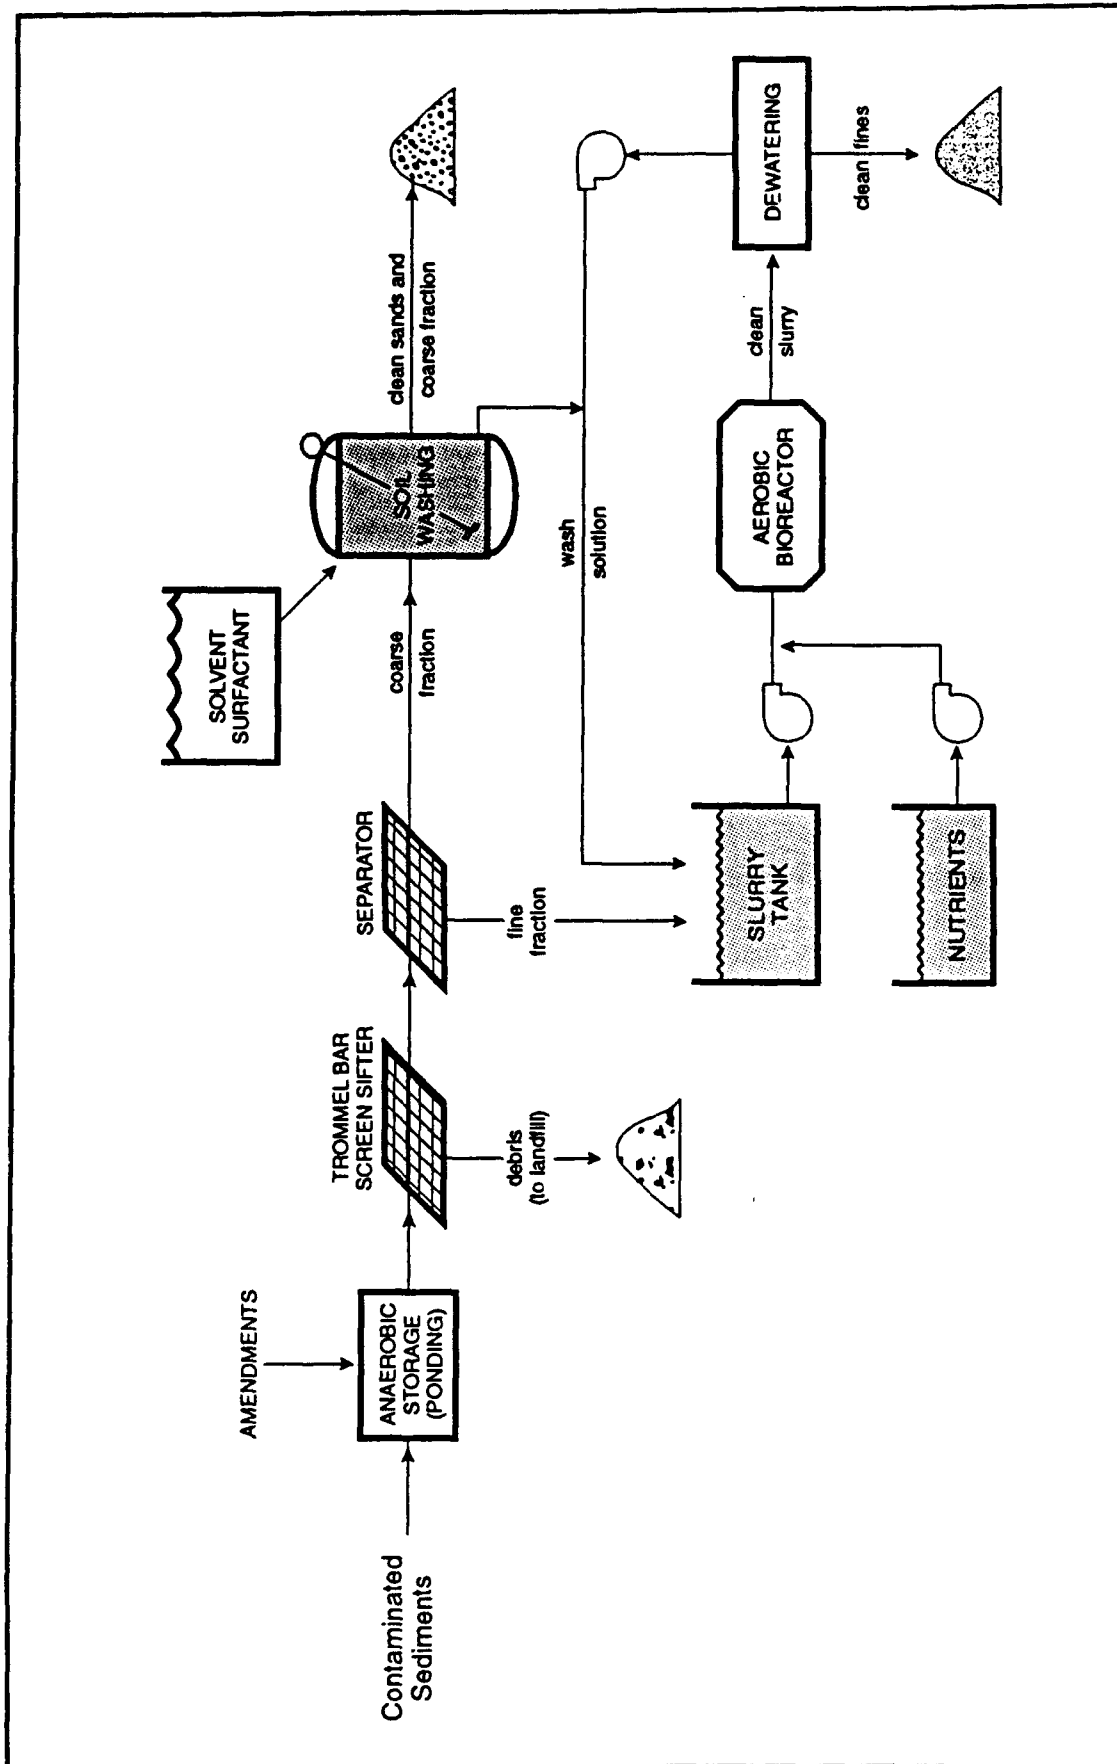 AMENDMENTS
Contaminated
Sediments
ANAEROBIC
STORAGE
(PONDING)
TROMMEL BAR
SCREEN SIFTER
debris
(to landfill)
SEPARATOR
fine
fraction
coarse
fraction
SOLVENT
SURFACTANT
SOIL
WASHING
clean sands and
coarse fraction
wash
solution
SLURRY
TANK
NUTRIENTS
AEROBIC
BIOREACTOR
clean
slurry
DEWATERING
clean fines